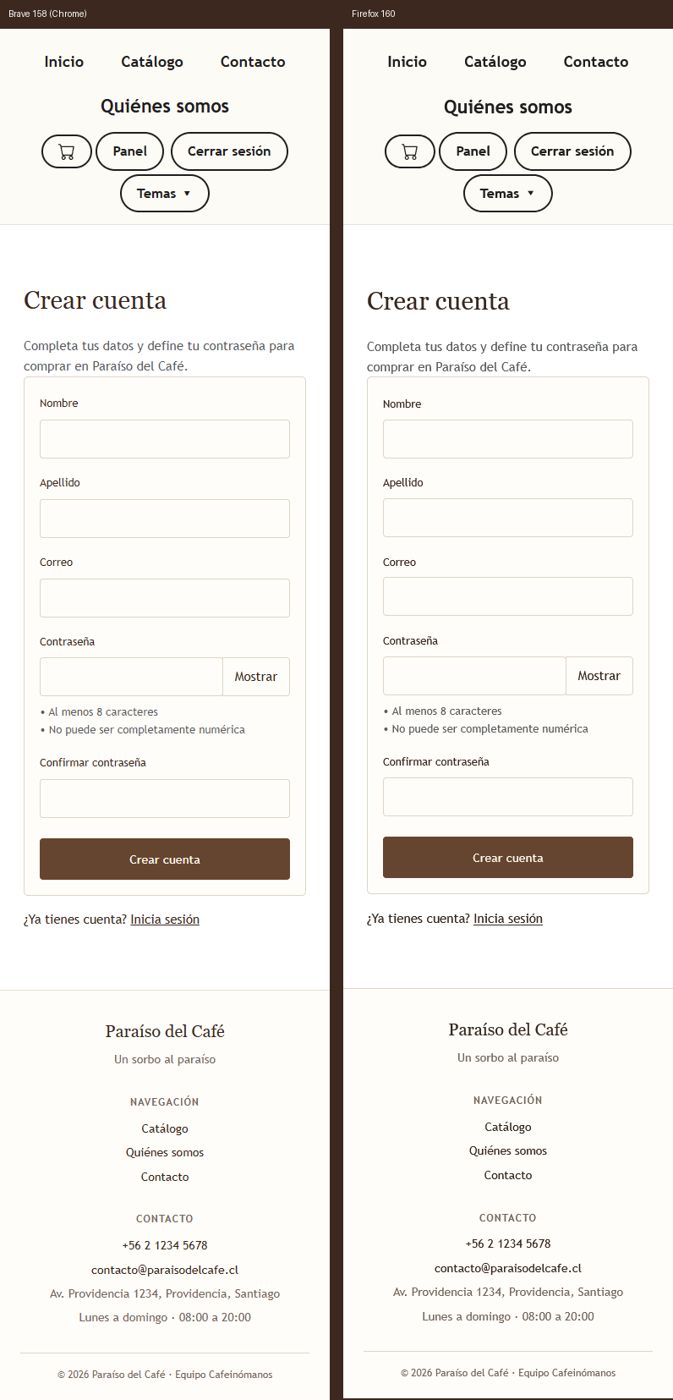 Brave 158 (Chrome)
Inicio Catálogo Contacto
Quiénes somos
Panel Cerrar sesión
Temas ▼
Crear cuenta
Completa tus datos y define tu contraseña para
comprar en Paraíso del Café.
Nombre
Apellido
Correo
Contraseña
Mostrar
• Al menos 8 caracteres
• No puede ser completamente numérica
Confirmar contraseña
Crear cuenta
¿Ya tienes cuenta? Inicia sesión
Paraíso del Café
Un sorbo al paraíso
NAVEGACIÓN
Catálogo
Quiénes somos
Contacto
CONTACTO
+56 2 1234 5678
contacto@paraisodelcafe.cl
Av. Providencia 1234, Providencia, Santiago
Lunes a domingo · 08:00 a 20:00
© 2026 Paraíso del Café · Equipo Cafeinómanos
Firefox 160
Inicio Catálogo Contacto
Quiénes somos
Panel Cerrar sesión
Temas ▼
Crear cuenta
Completa tus datos y define tu contraseña para
comprar en Paraíso del Café.
Nombre
Apellido
Correo
Contraseña
Mostrar
• Al menos 8 caracteres
• No puede ser completamente numérica
Confirmar contraseña
Crear cuenta
¿Ya tienes cuenta? Inicia sesión
Paraíso del Café
Un sorbo al paraíso
NAVEGACIÓN
Catálogo
Quiénes somos
Contacto
CONTACTO
+56 2 1234 5678
contacto@paraisodelcafe.cl
Av. Providencia 1234, Providencia, Santiago
Lunes a domingo · 08:00 a 20:00
© 2026 Paraíso del Café · Equipo Cafeinómanos